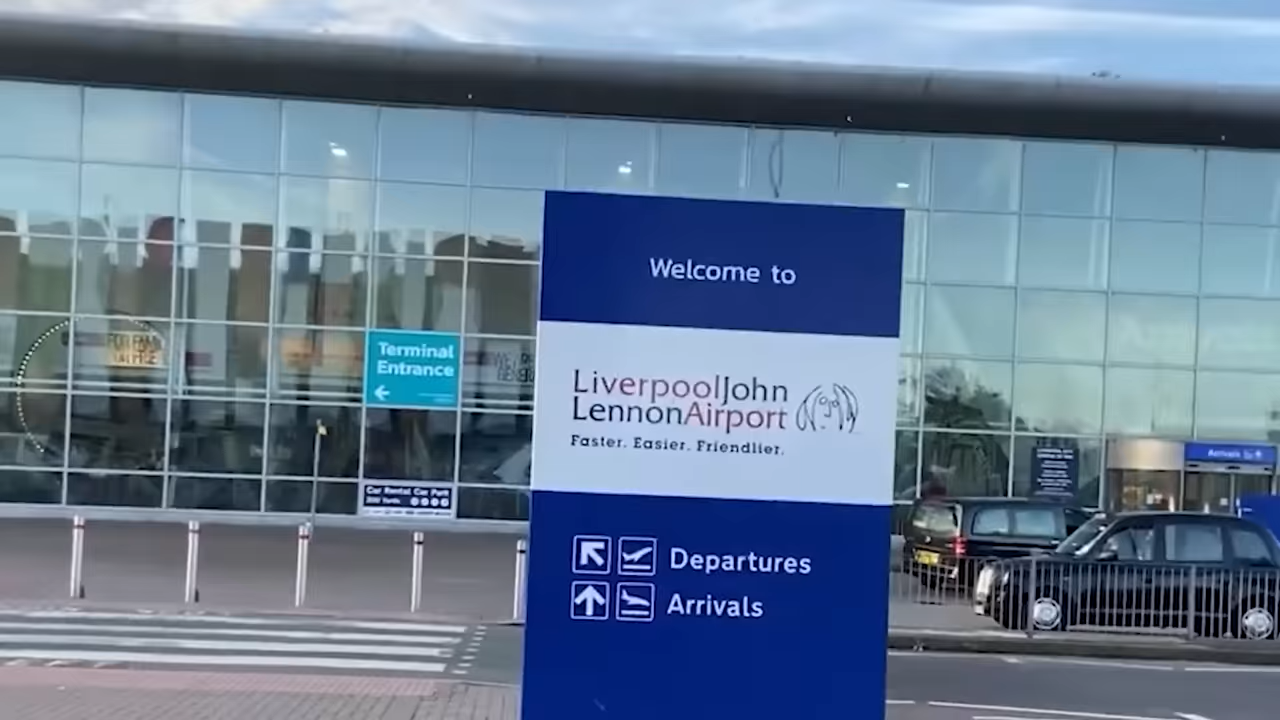 Welcome to
LiverpoolJohn
LennonAirport
Faster. Easier. Friendlier.
Departures
Arrivals
Terminal
Entrance
Car Rental Car Park
Arrivals